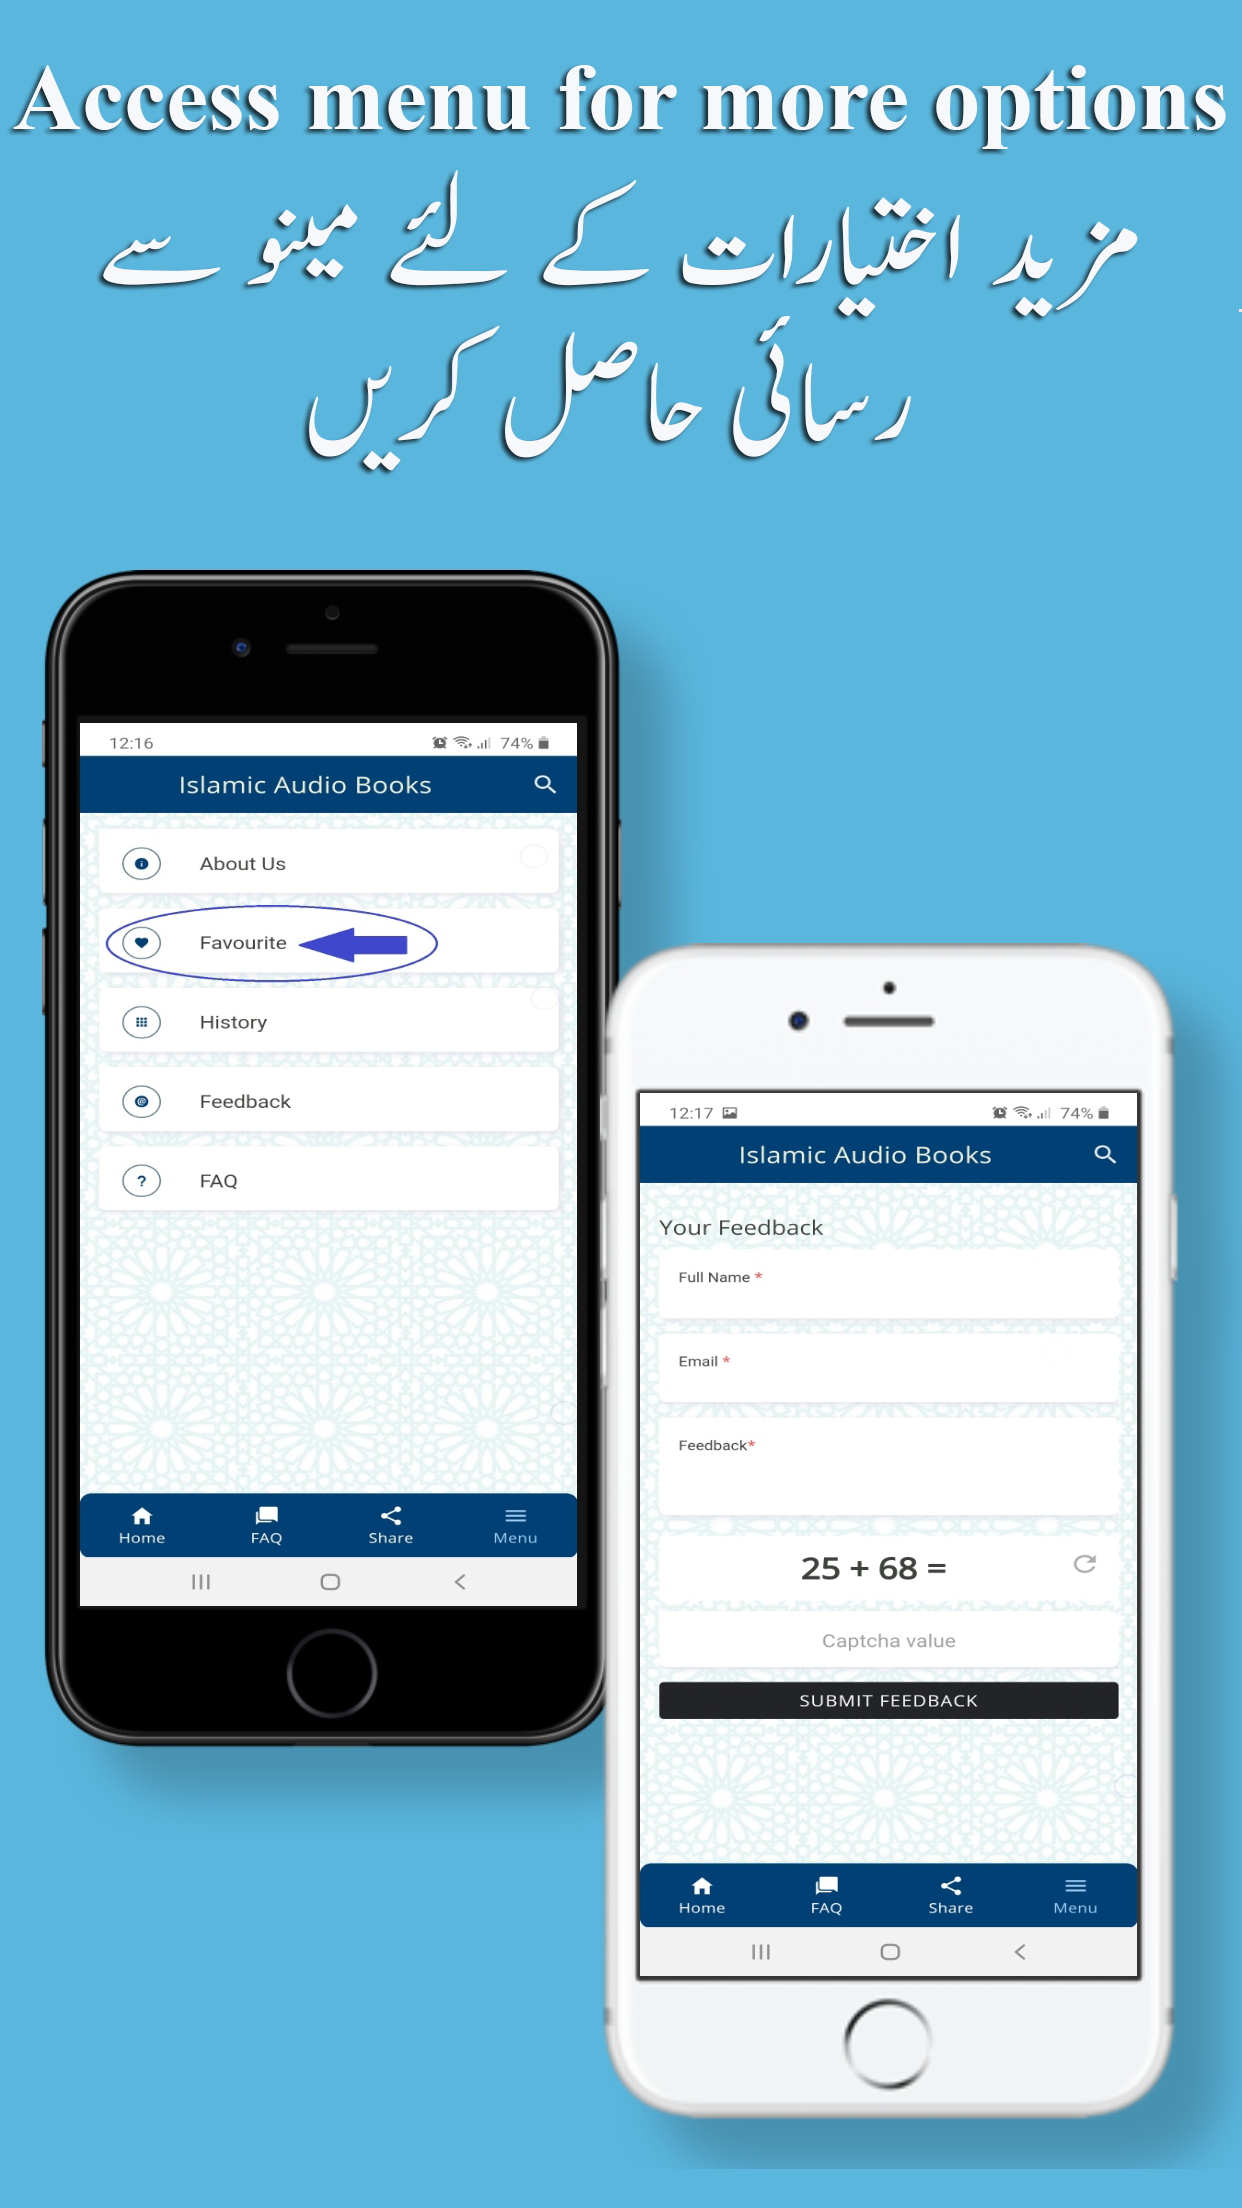 Access menu for more options
مزید اختیارات کے لئے مینو سے
رسائی حاصل کریں
12:16
74%
Islamic Audio Books
About Us
Favourite
History
Feedback
FAQ
Home FAQ Share Menu
12:17
74%
Islamic Audio Books
Your Feedback
Full Name *
Email *
Feedback*
25 + 68 =
Captcha value
SUBMIT FEEDBACK
Home FAQ Share Menu